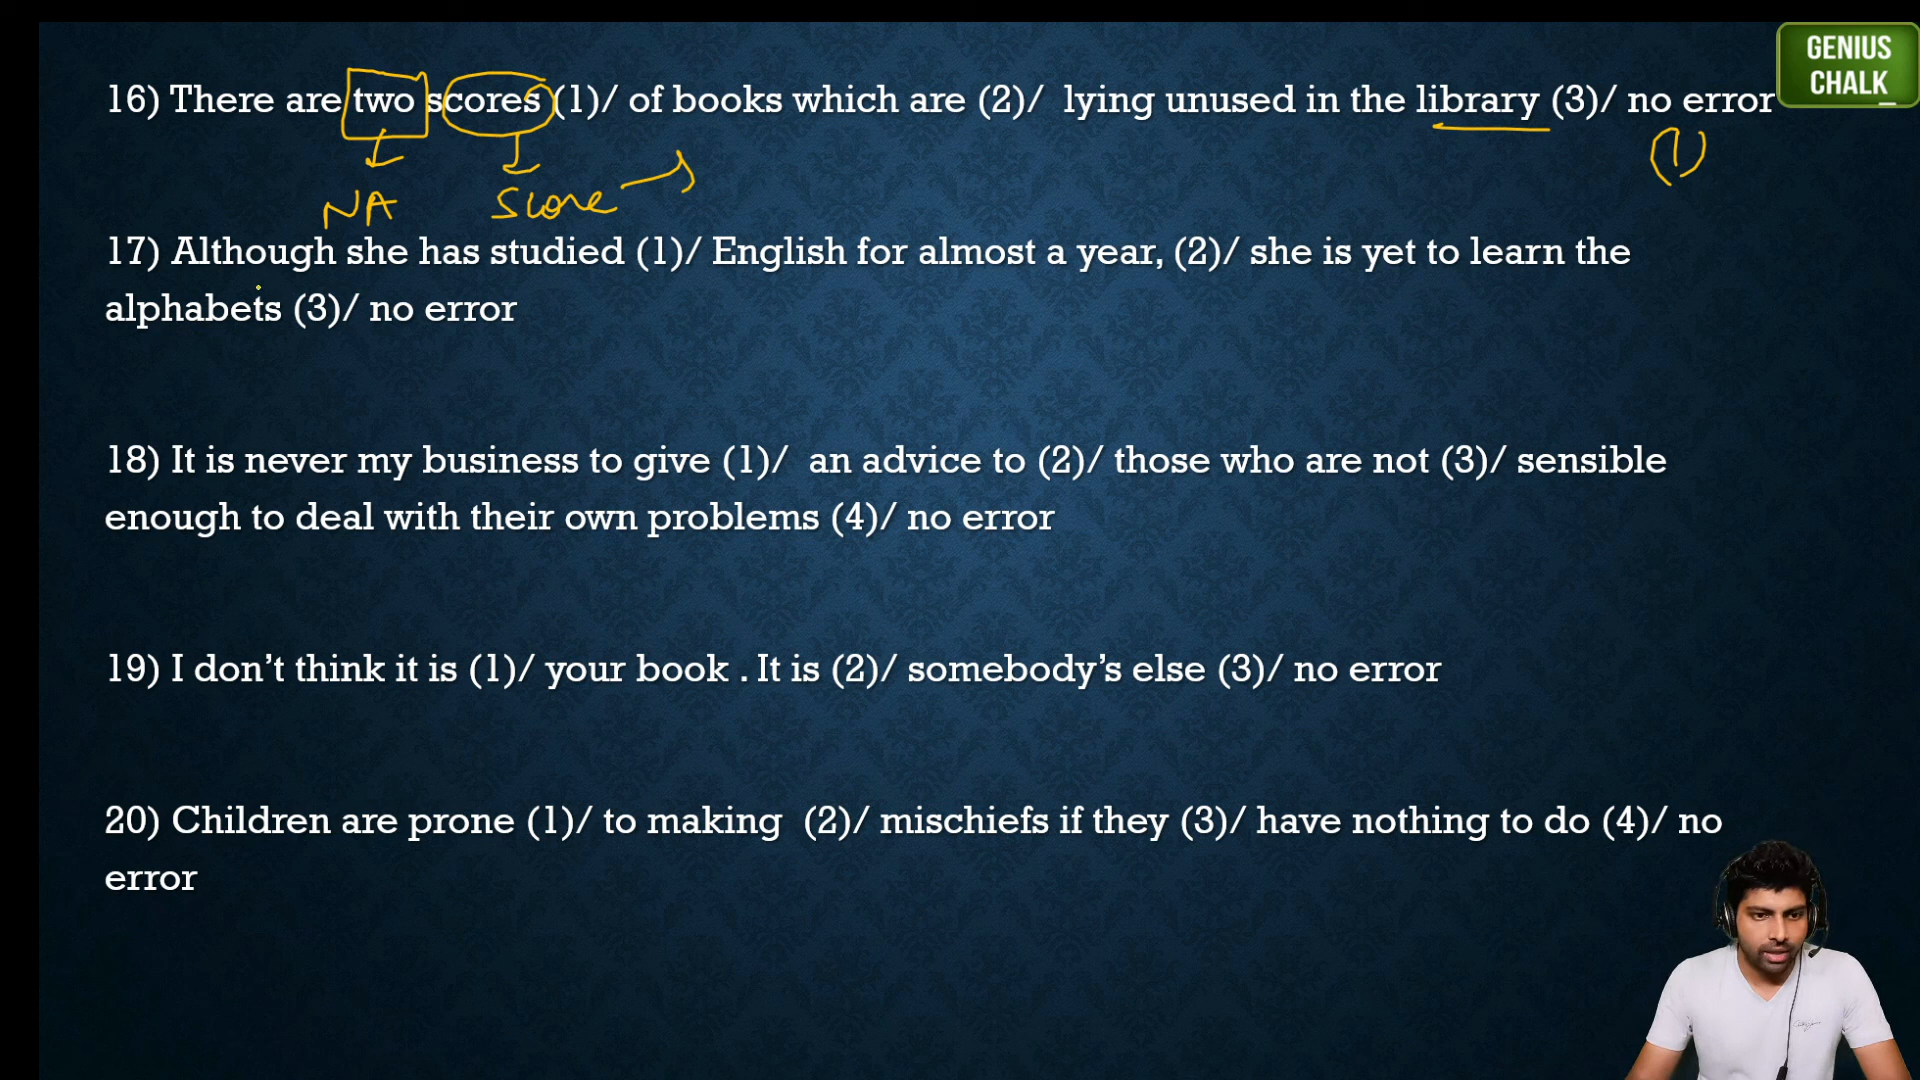 GENIUS
CHALK
16) There are two scores (1)/ of books which are (2)/ lying unused in the library (3)/ no error
(1)
NA
Score
17) Although she has studied (1)/ English for almost a year, (2)/ she is yet to learn the
alphabets (3)/ no error
18) It is never my business to give (1)/ an advice to (2)/ those who are not (3)/ sensible
enough to deal with their own problems (4)/ no error
19) I don’t think it is (1)/ your book . It is (2)/ somebody’s else (3)/ no error
20) Children are prone (1)/ to making (2)/ mischiefs if they (3)/ have nothing to do (4)/ no
error